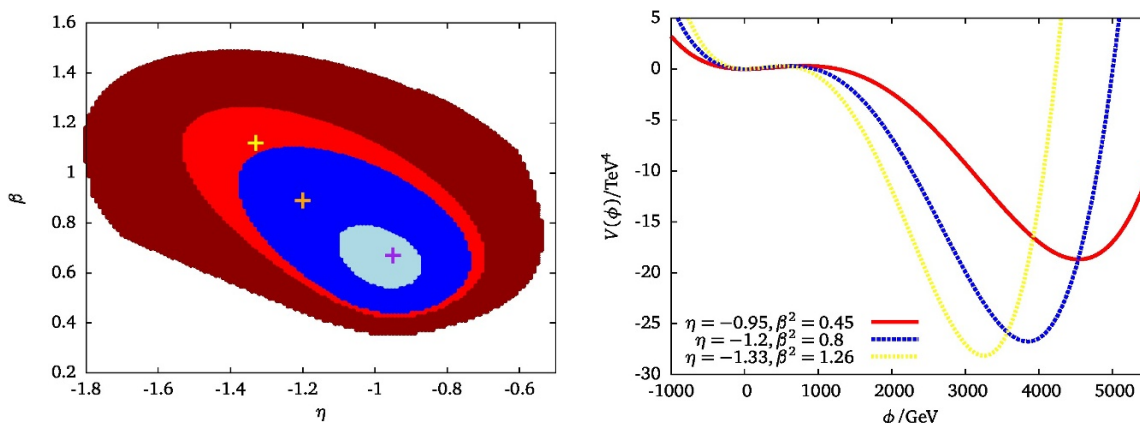 1.6
1.4
1.2
1
0.8
0.6
0.4
0.2
β
-1.8 -1.6 -1.4 -1.2 -1 -0.8 -0.6
η
5
0
-5
-10
-15
-20
-25
-30
V(ϕ)/TeV⁴
η = −0.95, β² = 0.45
η = −1.2, β² = 0.8
η = −1.33, β² = 1.26
-1000 0 1000 2000 3000 4000 5000
ϕ/GeV